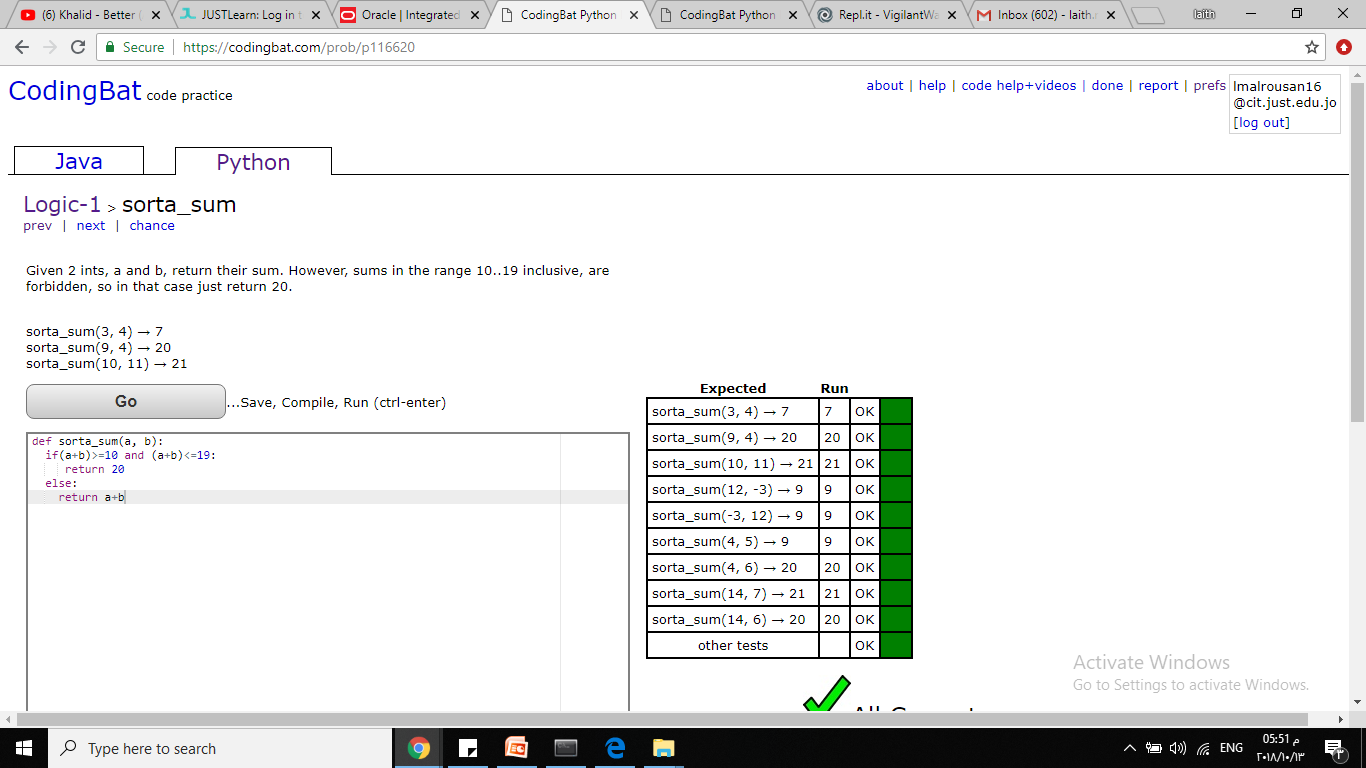 (6) Khalid - Better
JUSTLearn: Log in t
Oracle | Integrated
CodingBat Python
CodingBat Python
Repl.it - VigilantWa
Inbox (602) - laith.r
laith
Secure
https://codingbat.com/prob/p116620
CodingBat code practice
about | help | code help+videos | done | report | prefs
lmalrousan16
@cit.just.edu.jo
[log out]
Java
Python
Logic-1 > sorta_sum
prev | next | chance
Given 2 ints, a and b, return their sum. However, sums in the range 10..19 inclusive, are
forbidden, so in that case just return 20.
sorta_sum(3, 4) → 7
sorta_sum(9, 4) → 20
sorta_sum(10, 11) → 21
Go
...Save, Compile, Run (ctrl-enter)
def sorta_sum(a, b):
if(a+b)>=10 and (a+b)<=19:
return 20
else:
return a+b
Expected Run
sorta_sum(3, 4) → 7 7 OK
sorta_sum(9, 4) → 20 20 OK
sorta_sum(10, 11) → 21 21 OK
sorta_sum(12, -3) → 9 9 OK
sorta_sum(-3, 12) → 9 9 OK
sorta_sum(4, 5) → 9 9 OK
sorta_sum(4, 6) → 20 20 OK
sorta_sum(14, 7) → 21 21 OK
sorta_sum(14, 6) → 20 20 OK
other tests OK
Activate Windows
Go to Settings to activate Windows.
Type here to search
ENG
05:51 م
٢٠١٨/١٠/١٣
٣